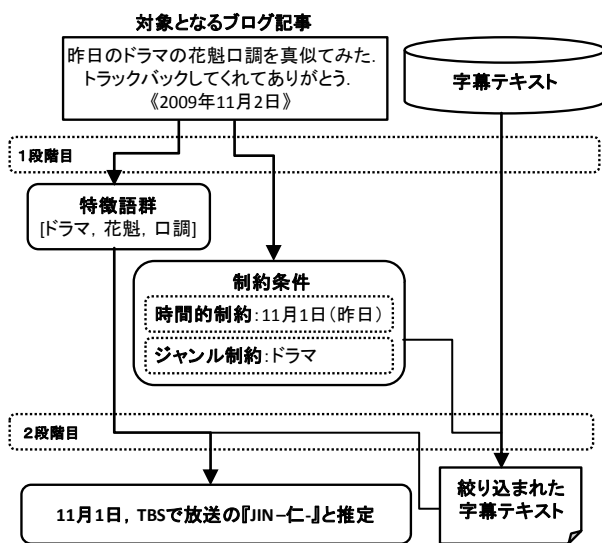 対象となるブログ記事
昨日のドラマの花魁口調を真似てみた.
トラックバックしてくれてありがとう.
《2009年11月2日》
字幕テキスト
1段階目
特徴語群
[ドラマ, 花魁, 口調]
制約条件
時間的制約:11月1日(昨日)
ジャンル制約:ドラマ
2段階目
11月1日, TBSで放送の『JIN–仁-』と推定
絞り込まれた
字幕テキスト